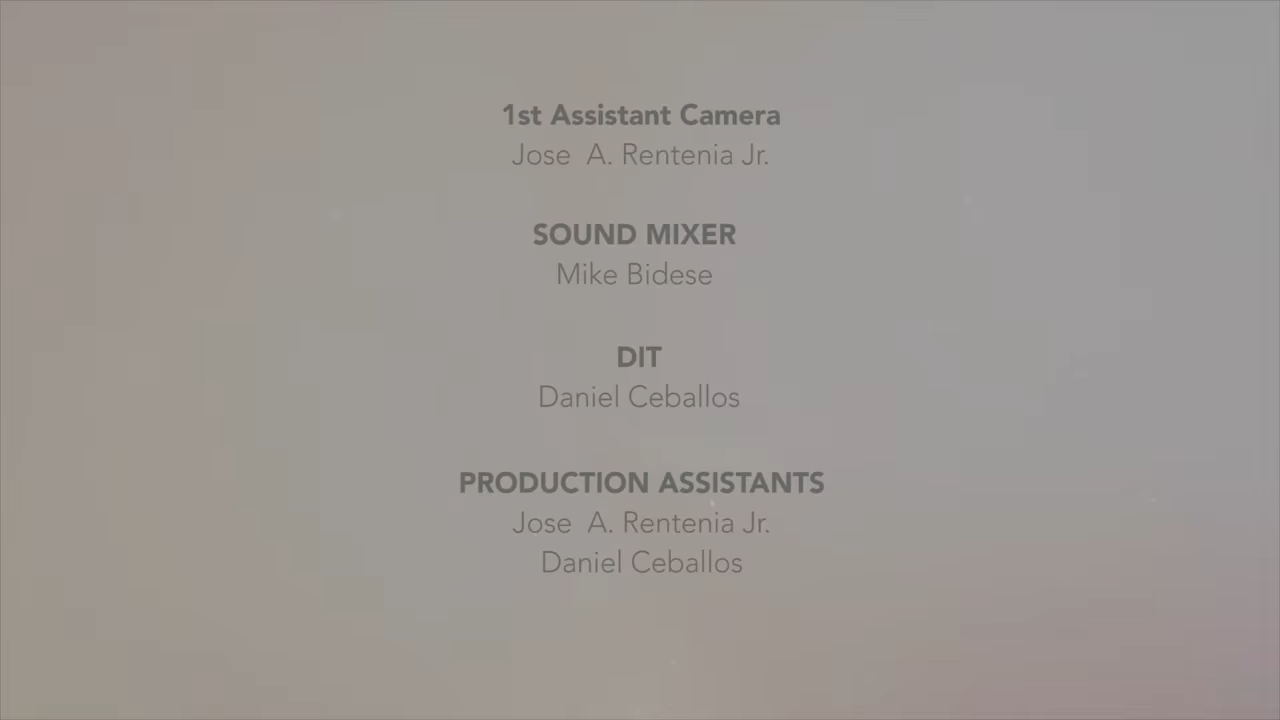 1st Assistant Camera
Jose  A. Rentenia Jr.
SOUND MIXER
Mike Bidese
DIT
Daniel Ceballos
PRODUCTION ASSISTANTS
Jose  A. Rentenia Jr.
Daniel Ceballos